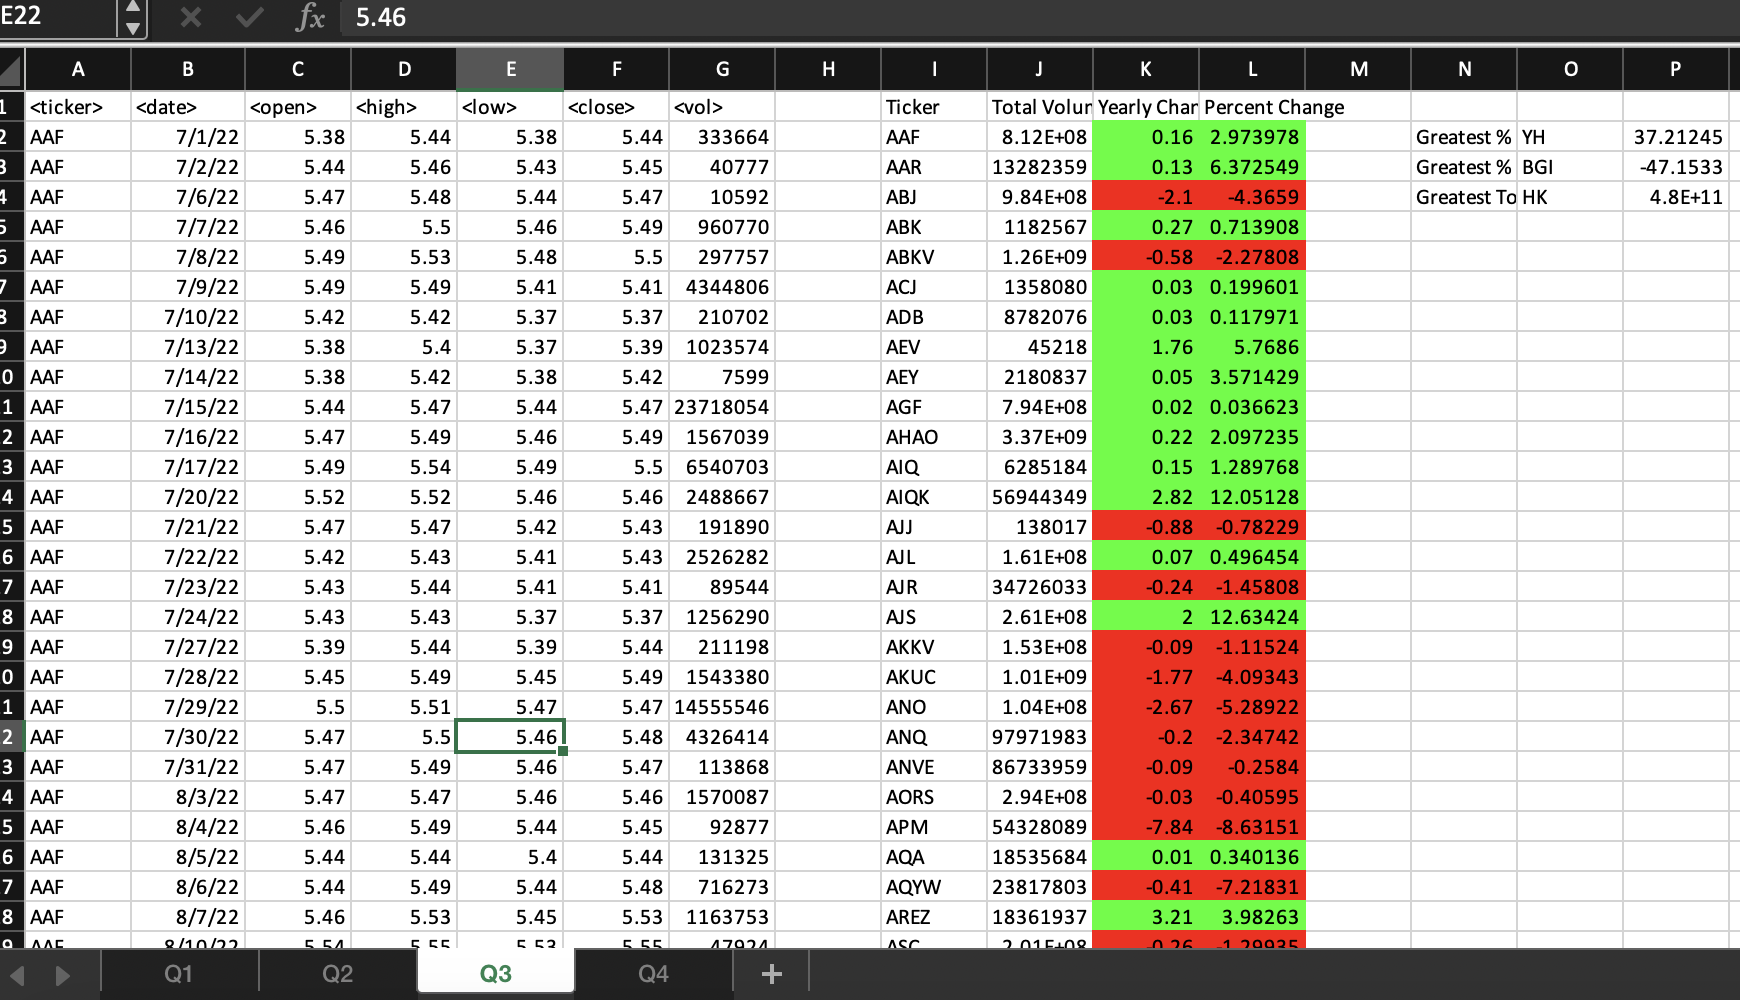 E22 fx 5.46
A B C D E F G H I J K L M N O P
1 <ticker> <date> <open> <high> <low> <close> <vol> Ticker Total Volur Yearly Char Percent Change
2 AAF 7/1/22 5.38 5.44 5.38 5.44 333664 AAF 8.12E+08 0.16 2.973978 Greatest % YH 37.21245
3 AAF 7/2/22 5.44 5.46 5.43 5.45 40777 AAR 13282359 0.13 6.372549 Greatest % BGI -47.1533
4 AAF 7/6/22 5.47 5.48 5.44 5.47 10592 ABJ 9.84E+08 -2.1 -4.3659 Greatest To HK 4.8E+11
5 AAF 7/7/22 5.46 5.5 5.46 5.49 960770 ABK 1182567 0.27 0.713908
6 AAF 7/8/22 5.49 5.53 5.48 5.5 297757 ABKV 1.26E+09 -0.58 -2.27808
7 AAF 7/9/22 5.49 5.49 5.41 5.41 4344806 ACJ 1358080 0.03 0.199601
8 AAF 7/10/22 5.42 5.42 5.37 5.37 210702 ADB 8782076 0.03 0.117971
9 AAF 7/13/22 5.38 5.4 5.37 5.39 1023574 AEV 45218 1.76 5.7686
0 AAF 7/14/22 5.38 5.42 5.38 5.42 7599 AEY 2180837 0.05 3.571429
1 AAF 7/15/22 5.44 5.47 5.44 5.47 23718054 AGF 7.94E+08 0.02 0.036623
2 AAF 7/16/22 5.47 5.49 5.46 5.49 1567039 AHAO 3.37E+09 0.22 2.097235
3 AAF 7/17/22 5.49 5.54 5.49 5.5 6540703 AIQ 6285184 0.15 1.289768
4 AAF 7/20/22 5.52 5.52 5.46 5.46 2488667 AIQK 56944349 2.82 12.05128
5 AAF 7/21/22 5.47 5.47 5.42 5.43 191890 AJJ 138017 -0.88 -0.78229
6 AAF 7/22/22 5.42 5.43 5.41 5.43 2526282 AJL 1.61E+08 0.07 0.496454
7 AAF 7/23/22 5.43 5.44 5.41 5.41 89544 AJR 34726033 -0.24 -1.45808
8 AAF 7/24/22 5.43 5.43 5.37 5.37 1256290 AJS 2.61E+08 2 12.63424
9 AAF 7/27/22 5.39 5.44 5.39 5.44 211198 AKKV 1.53E+08 -0.09 -1.11524
0 AAF 7/28/22 5.45 5.49 5.45 5.49 1543380 AKUC 1.01E+09 -1.77 -4.09343
1 AAF 7/29/22 5.5 5.51 5.47 5.47 14555546 ANO 1.04E+08 -2.67 -5.28922
2 AAF 7/30/22 5.47 5.5 5.46 5.48 4326414 ANQ 97971983 -0.2 -2.34742
3 AAF 7/31/22 5.47 5.49 5.46 5.47 113868 ANVE 86733959 -0.09 -0.2584
4 AAF 8/3/22 5.47 5.47 5.46 5.46 1570087 AORS 2.94E+08 -0.03 -0.40595
5 AAF 8/4/22 5.46 5.49 5.44 5.45 92877 APM 54328089 -7.84 -8.63151
6 AAF 8/5/22 5.44 5.44 5.4 5.44 131325 AQA 18535684 0.01 0.340136
7 AAF 8/6/22 5.44 5.49 5.44 5.48 716273 AQYW 23817803 -0.41 -7.21831
8 AAF 8/7/22 5.46 5.53 5.45 5.53 1163753 AREZ 18361937 3.21 3.98263
9 AAF 8/10/22 5.54 5.55 5.53 5.55 47924 ASC 2.01E+08 -0.26 -1.29935
Q1 Q2 Q3 Q4 +